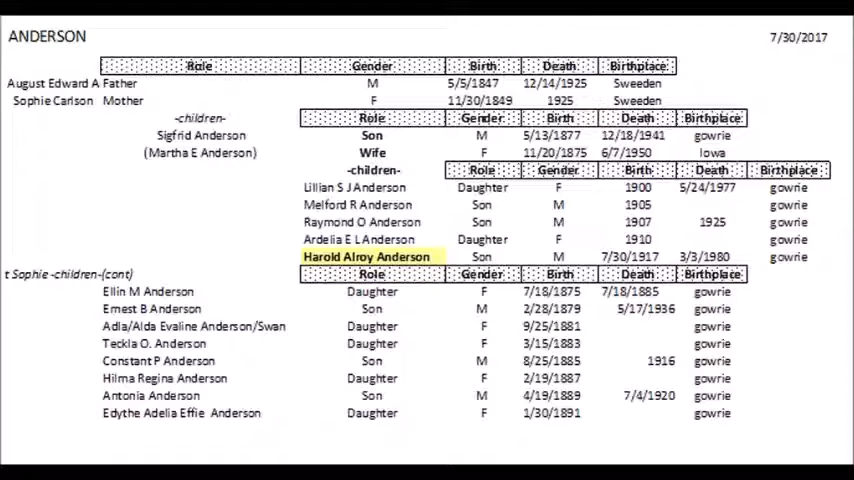 ANDERSON 7/30/2017
Role Gender Birth Death Birthplace
August Edward A Father M 5/5/1847 12/14/1925 Sweeden
Sophie Carlson Mother F 11/30/1849 1925 Sweeden
-children- Role Gender Birth Death Birthplace
Sigfrid Anderson Son M 5/13/1877 12/18/1941 gowrie
(Martha E Anderson) Wife F 11/20/1875 6/7/1950 Iowa
-children- Role Gender Birth Death Birthplace
Lillian S J Anderson Daughter F 1900 5/24/1977 gowrie
Melford R Anderson Son M 1905 gowrie
Raymond O Anderson Son M 1907 1925 gowrie
Ardelia E L Anderson Daughter F 1910 gowrie
Harold Alroy Anderson Son M 7/30/1917 3/3/1980 gowrie
t Sophie -children-(cont) Role Gender Birth Death Birthplace
Ellin M Anderson Daughter F 7/18/1875 7/18/1885 gowrie
Ernest B Anderson Son M 2/28/1879 5/17/1936 gowrie
Adla/Alda Evaline Anderson/Swan Daughter F 9/25/1881 gowrie
Teckla O. Anderson Daughter F 3/15/1883 gowrie
Constant P Anderson Son M 8/25/1885 1916 gowrie
Hilma Regina Anderson Daughter F 2/19/1887 gowrie
Antonia Anderson Son M 4/19/1889 7/4/1920 gowrie
Edythe Adelia Effie Anderson Daughter F 1/30/1891 gowrie